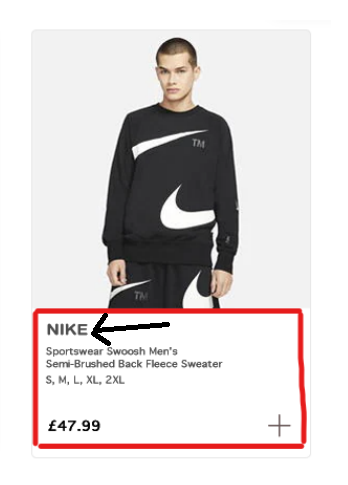 TM
TM
NIKE
Sportswear Swoosh Men's
Semi-Brushed Back Fleece Sweater
S, M, L, XL, 2XL
£47.99